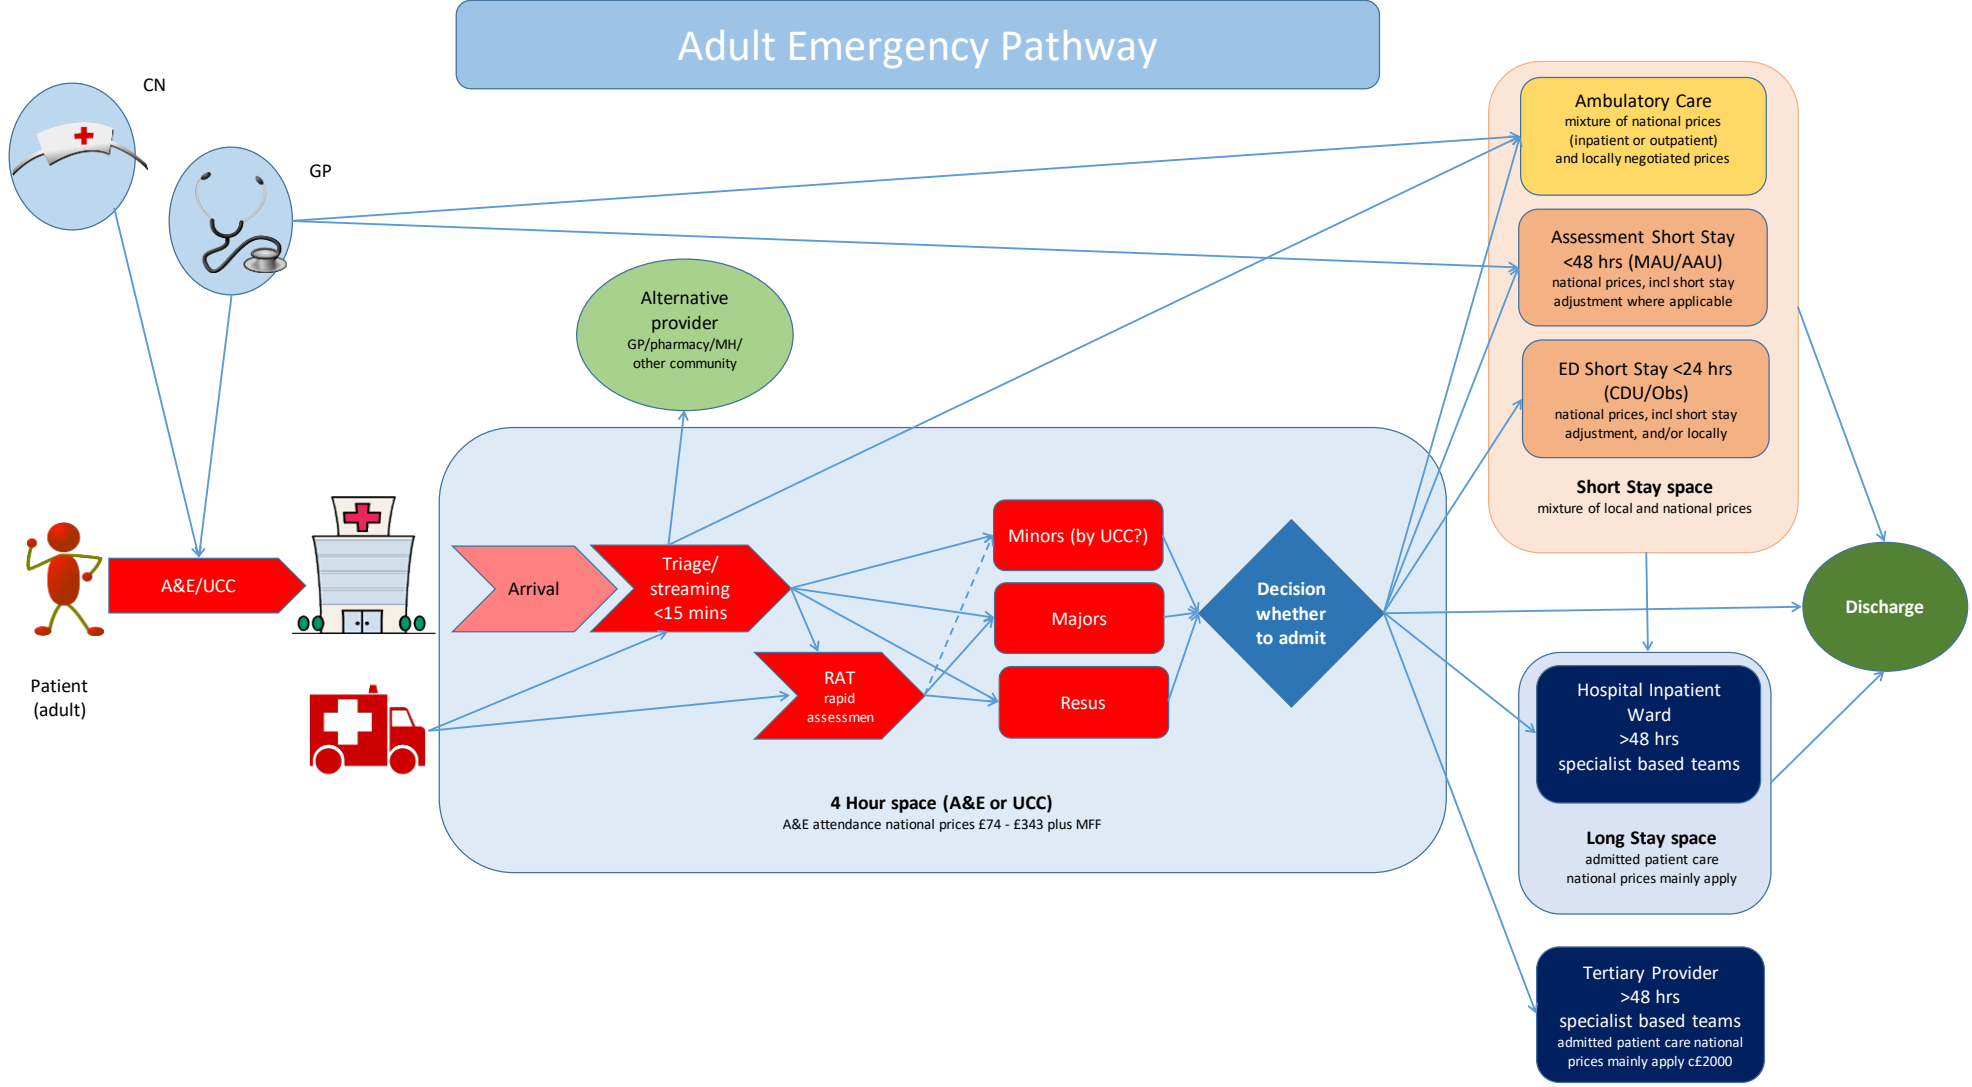 Adult Emergency Pathway
CN
GP
Ambulatory Care
mixture of national prices
(inpatient or outpatient)
and locally negotiated prices
Assessment Short Stay
<48 hrs (MAU/AAU)
national prices, incl short stay
adjustment where applicable
ED Short Stay <24 hrs
(CDU/Obs)
national prices, incl short stay
adjustment, and/or locally
Short Stay space
mixture of local and national prices
Alternative
provider
GP/pharmacy/MH/
other community
A&E/UCC
Patient
(adult)
Arrival
Triage/
streaming
<15 mins
RAT
rapid
assessmen
Minors (by UCC?)
Majors
Resus
Decision
whether
to admit
4 Hour space (A&E or UCC)
A&E attendance national prices £74 - £343 plus MFF
Discharge
Hospital Inpatient
Ward
>48 hrs
specialist based teams
Long Stay space
admitted patient care
national prices mainly apply
Tertiary Provider
>48 hrs
specialist based teams
admitted patient care national
prices mainly apply c£2000